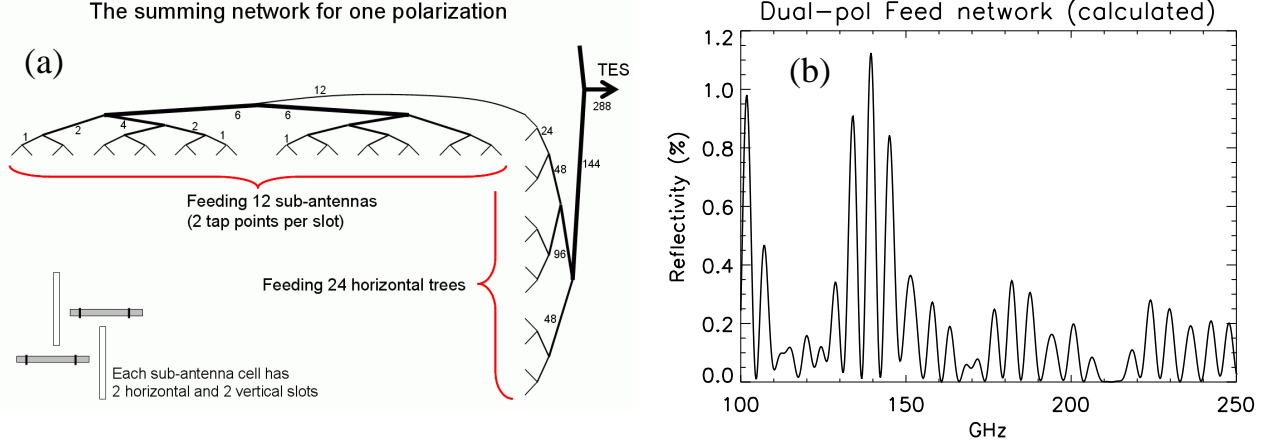 The summing network for one polarization
(a)
TES
288
12
6
6
1
2
4
2
1
1
24
48
144
96
48
Feeding 12 sub-antennas
(2 tap points per slot)
Feeding 24 horizontal trees
Each sub-antenna cell has
2 horizontal and 2 vertical slots
Dual-pol Feed network (calculated)
(b)
Reflectivity (%)
1.2
1.0
0.8
0.6
0.4
0.2
0.0
100
150
200
250
GHz